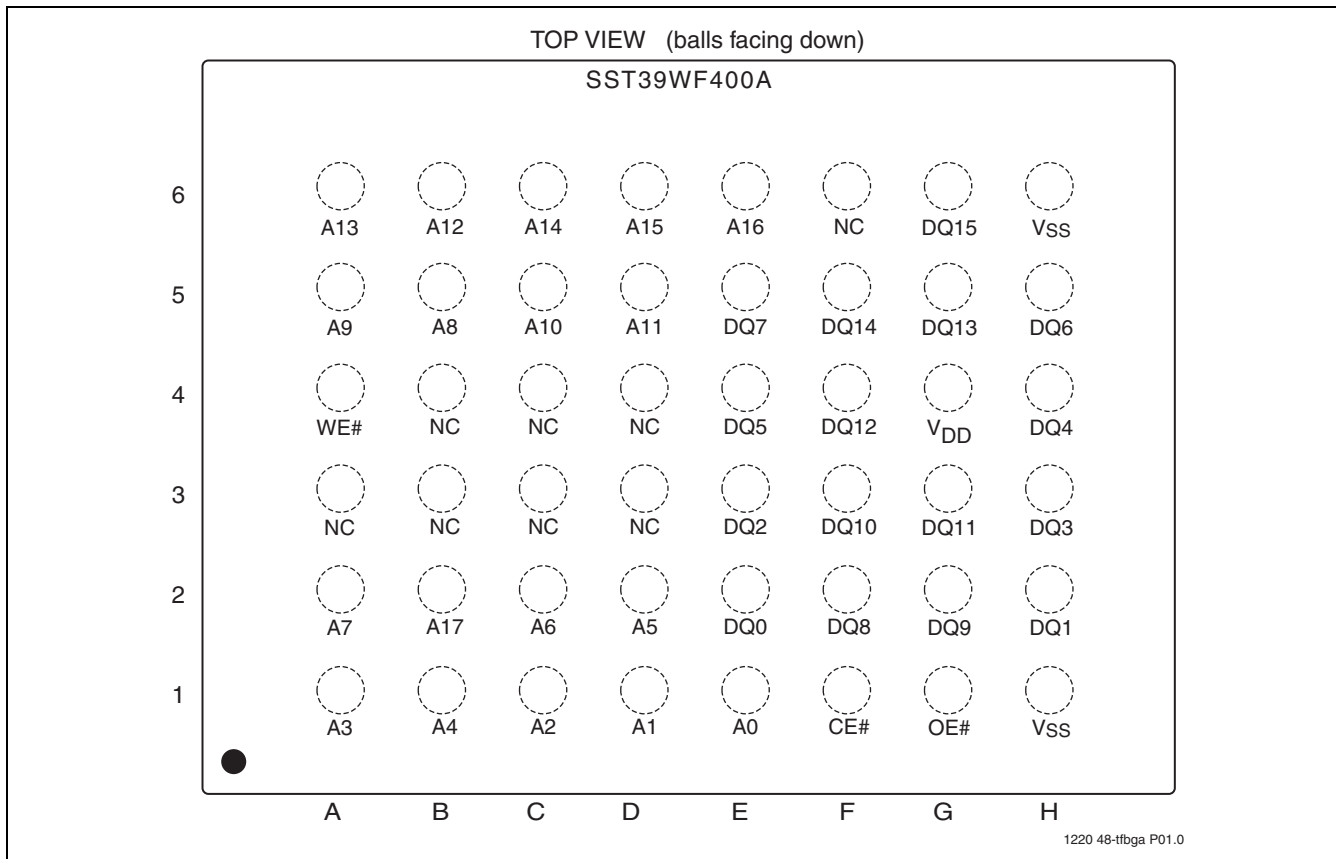 TOP VIEW (balls facing down)
SST39WF400A
6
A13 A12 A14 A15 A16 NC DQ15 VSS
5
A9 A8 A10 A11 DQ7 DQ14 DQ13 DQ6
4
WE# NC NC NC DQ5 DQ12 VDD DQ4
3
NC NC NC NC DQ2 DQ10 DQ11 DQ3
2
A7 A17 A6 A5 DQ0 DQ8 DQ9 DQ1
1
A3 A4 A2 A1 A0 CE# OE# VSS
A B C D E F G H
1220 48-tfbga P01.0